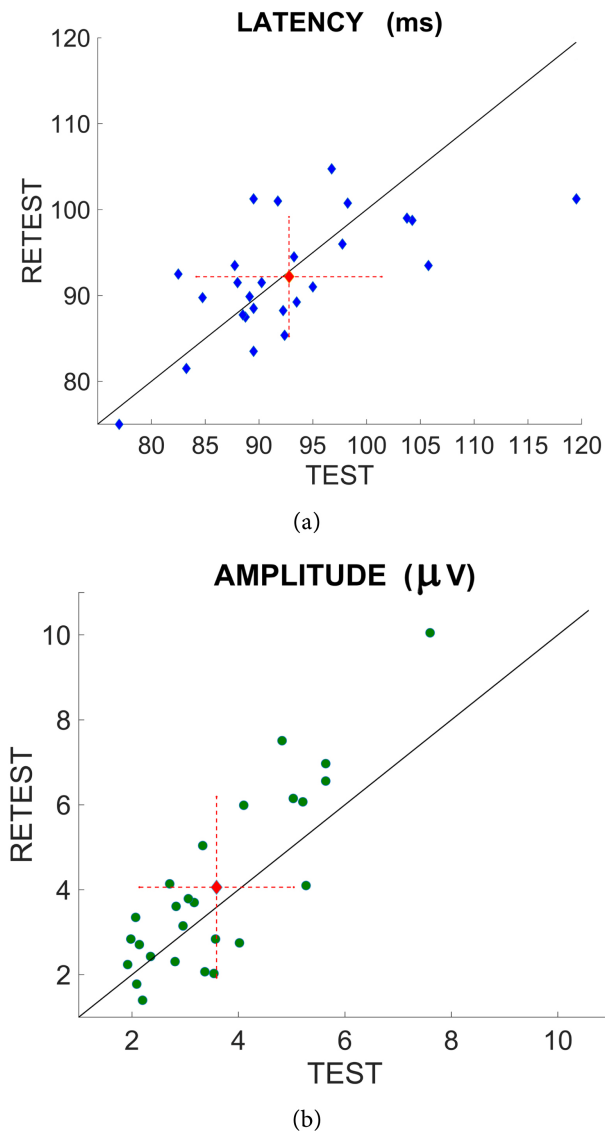 LATENCY (ms)
120
110
100
90
80
RETEST
80 85 90 95 100 105 110 115 120
TEST
(a)
AMPLITUDE (μV)
10
8
6
4
2
RETEST
2 4 6 8 10
TEST
(b)